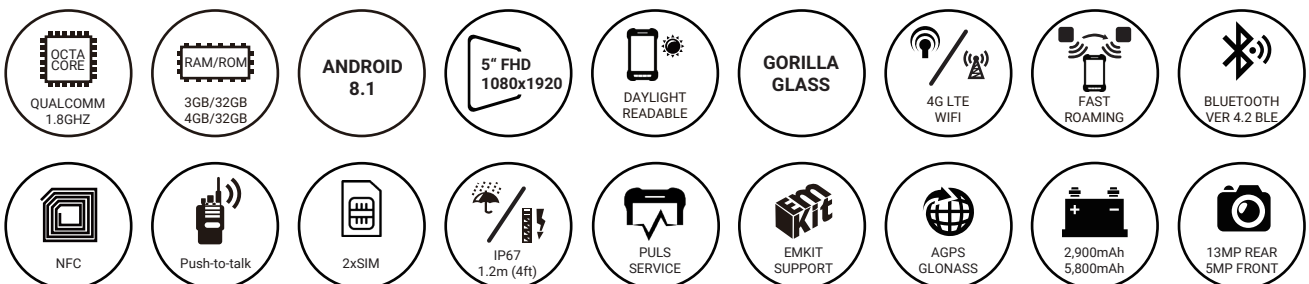 OCTA
CORE
QUALCOMM
1.8GHZ
RAM/ROM
3GB/32GB
4GB/32GB
ANDROID
8.1
5“ FHD
1080x1920
DAYLIGHT
READABLE
GORILLA
GLASS
4G LTE
WIFI
FAST
ROAMING
BLUETOOTH
VER 4.2 BLE
NFC
Push-to-talk
2xSIM
IP67
1.2m (4ft)
PULS
SERVICE
EM
Kit
EMKIT
SUPPORT
AGPS
GLONASS
2,900mAh
5,800mAh
13MP REAR
5MP FRONT